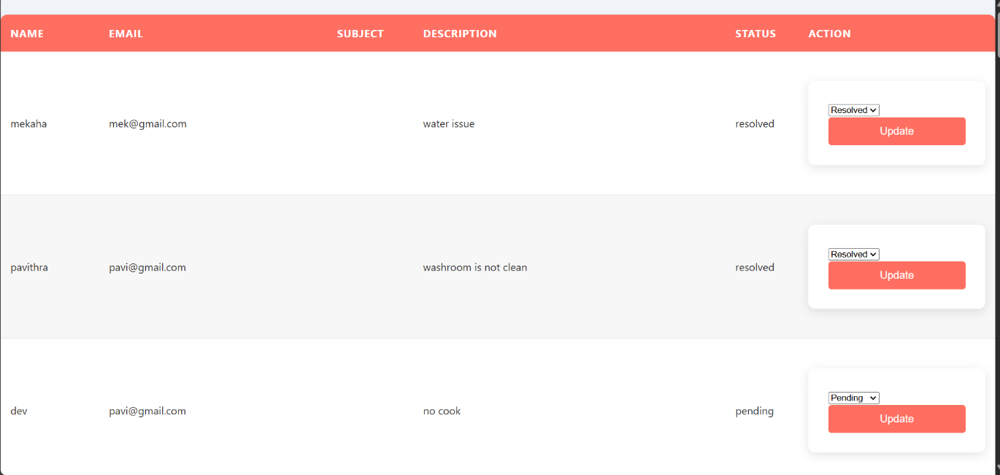 NAME EMAIL SUBJECT DESCRIPTION STATUS ACTION
Resolved
mekaha mek@gmail.com water issue resolved
Update
Resolved
pavithra pavi@gmail.com washroom is not clean resolved
Update
Pending
dev pavi@gmail.com no cook pending
Update